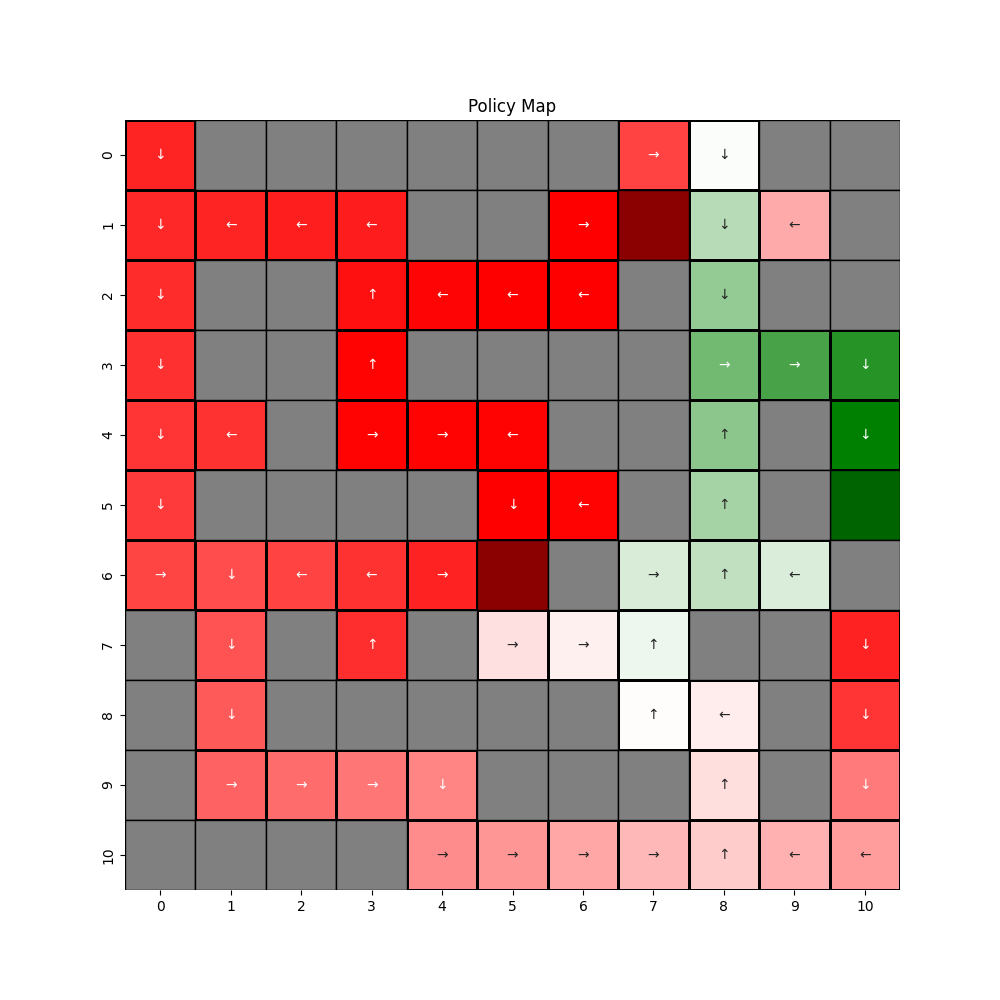 Policy Map
0 ↓ → ↓
1 ↓ ← ← ← → ↓ ←
2 ↓ ↑ ← ← ← ↓
3 ↓ ↑ → → ↓
4 ↓ ← → → ← ↑ ↓
5 ↓ ↓ ← ↑
6 → ↓ ← ← → → ↑ ←
7 ↓ ↑ → → ↑ ↓
8 ↓ ↑ ← ↓
9 → → → ↓ ↑ ↓
10 → → → → ↑ ← ←
0 1 2 3 4 5 6 7 8 9 10